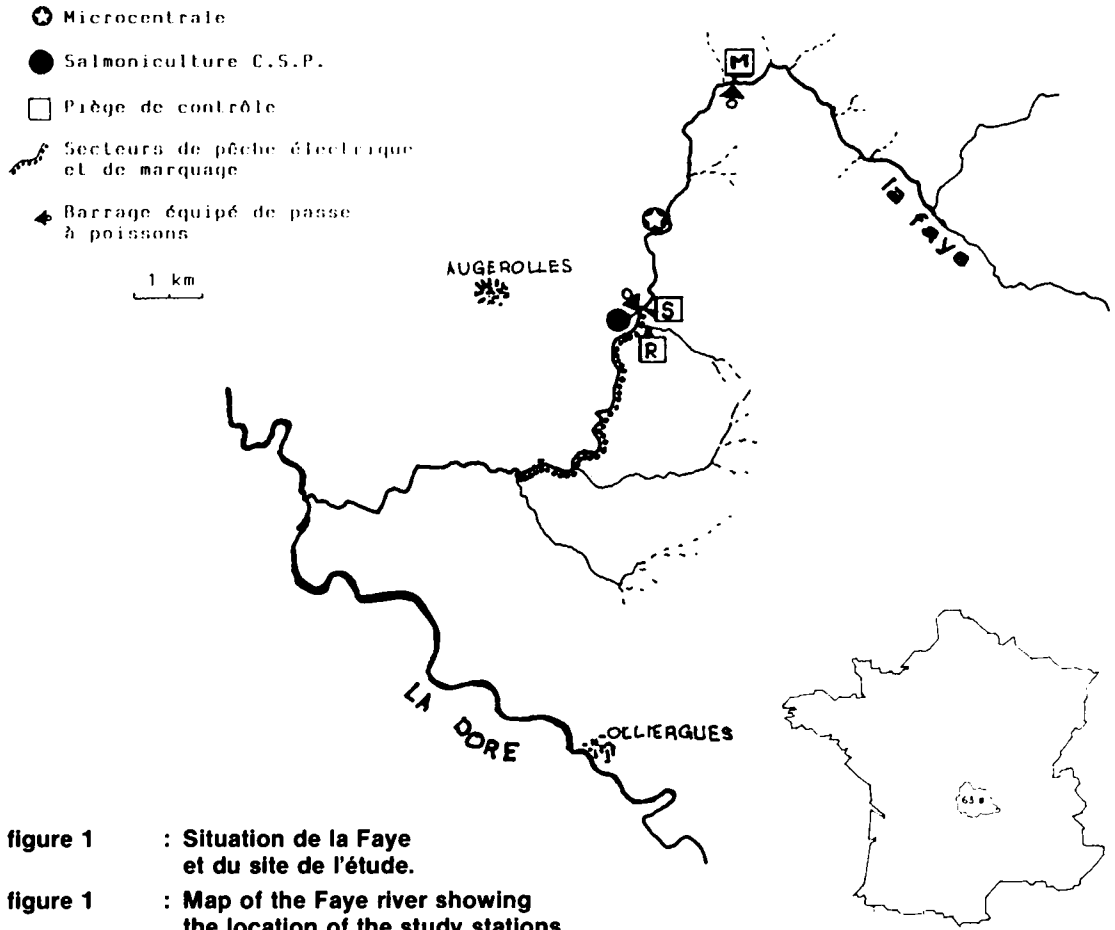 Microcentrale
Salmoniculture C.S.P.
Piège de contrôle
Secteurs de pêche électrique
et de marquage
Barrage équipé de passe
à poissons
1 km
M
la faye
AUGEROLLES
S
R
LA DORE
OLLIERGUES
63
figure 1 : Situation de la Faye
et du site de l'étude.
figure 1 : Map of the Faye river showing
the location of the study stations